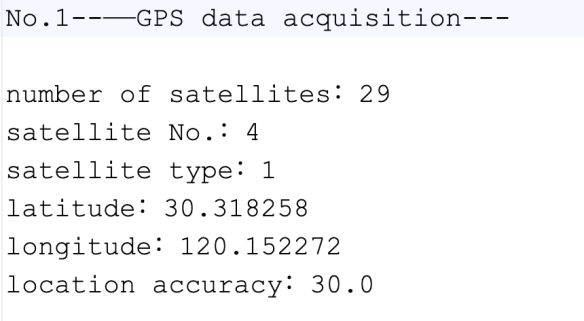 No.1--—–GPS data acquisition---
number of satellites: 29
satellite No.: 4
satellite type: 1
latitude: 30.318258
longitude: 120.152272
location accuracy: 30.0